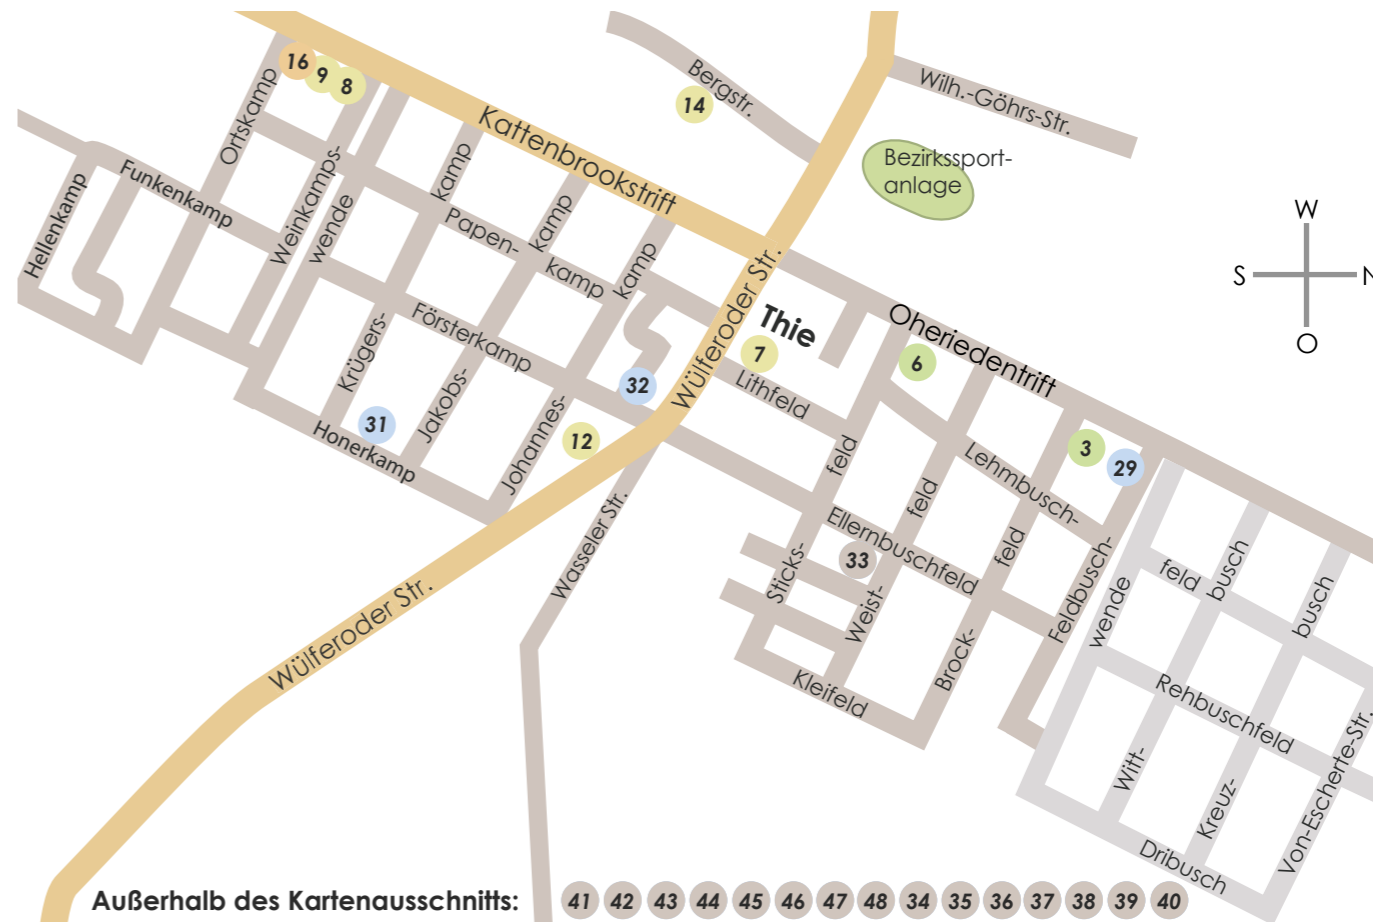 16
9
8
Ortskamp
Funkenkamp
Hellenkamp
Weinkamps-
wende
Kattenbrookstrift
kamp
Krügers-
Papen-
kamp
kamp
Jakobs-
kamp
Johannes-
Försterkamp
Honerkamp
31
32
12
Bergstr.
14
Wilh.-Göhrs-Str.
Bezirkssport-
anlage
W
S
N
O
Wülferoder Str.
Thie
7
Lithfeld
Oheriedentrift
6
3
29
feld
Sticks-
feld
Weist-
Lehmbusch-
feld
Ellernbuschfeld
33
feld
Brock-
Kleifeld
Feldbusch-
wende
busch
Witt-
busch
Kreuz-
Rehbuschfeld
Von-Escherte-Str.
Dribusch
Wasseler Str.
Wülferoder Str.
Außerhalb des Kartenausschnitts: 41 42 43 44 45 46 47 48 34 35 36 37 38 39 40